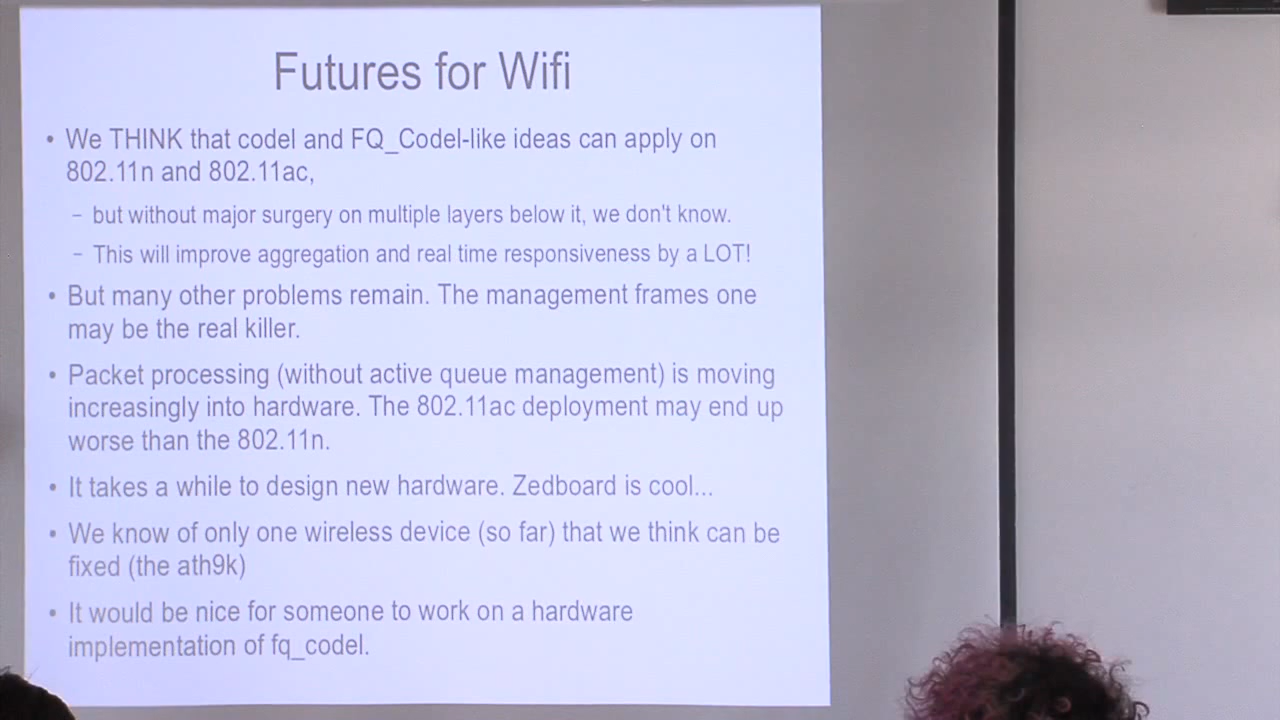 Futures for Wifi
• We THINK that codel and FQ_Codel-like ideas can apply on
802.11n and 802.11ac,
– but without major surgery on multiple layers below it, we don't know.
– This will improve aggregation and real time responsiveness by a LOT!
• But many other problems remain. The management frames one
may be the real killer.
• Packet processing (without active queue management) is moving
increasingly into hardware. The 802.11ac deployment may end up
worse than the 802.11n.
• It takes a while to design new hardware. Zedboard is cool...
• We know of only one wireless device (so far) that we think can be
fixed (the ath9k)
• It would be nice for someone to work on a hardware
implementation of fq_codel.